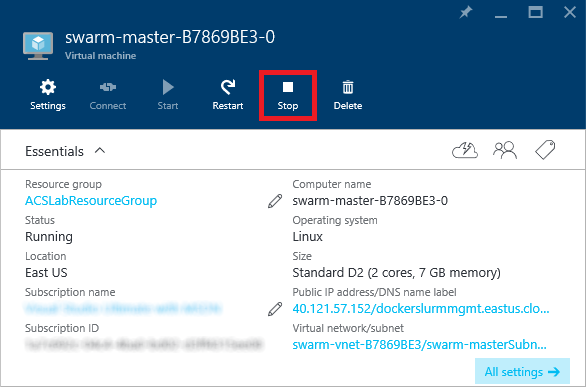 swarm-master-B7869BE3-0
Virtual machine
Settings
Connect
Start
Restart
Stop
Delete
Essentials
Resource group
ACSLabResourceGroup
Status
Running
Location
East US
Subscription name
Subscription ID
Computer name
swarm-master-B7869BE3-0
Operating system
Linux
Size
Standard D2 (2 cores, 7 GB memory)
Public IP address/DNS name label
40.121.57.152/dockerslurmmgmt.eastus.clo...
Virtual network/subnet
swarm-vnet-B7869BE3/swarm-masterSubn...
All settings →